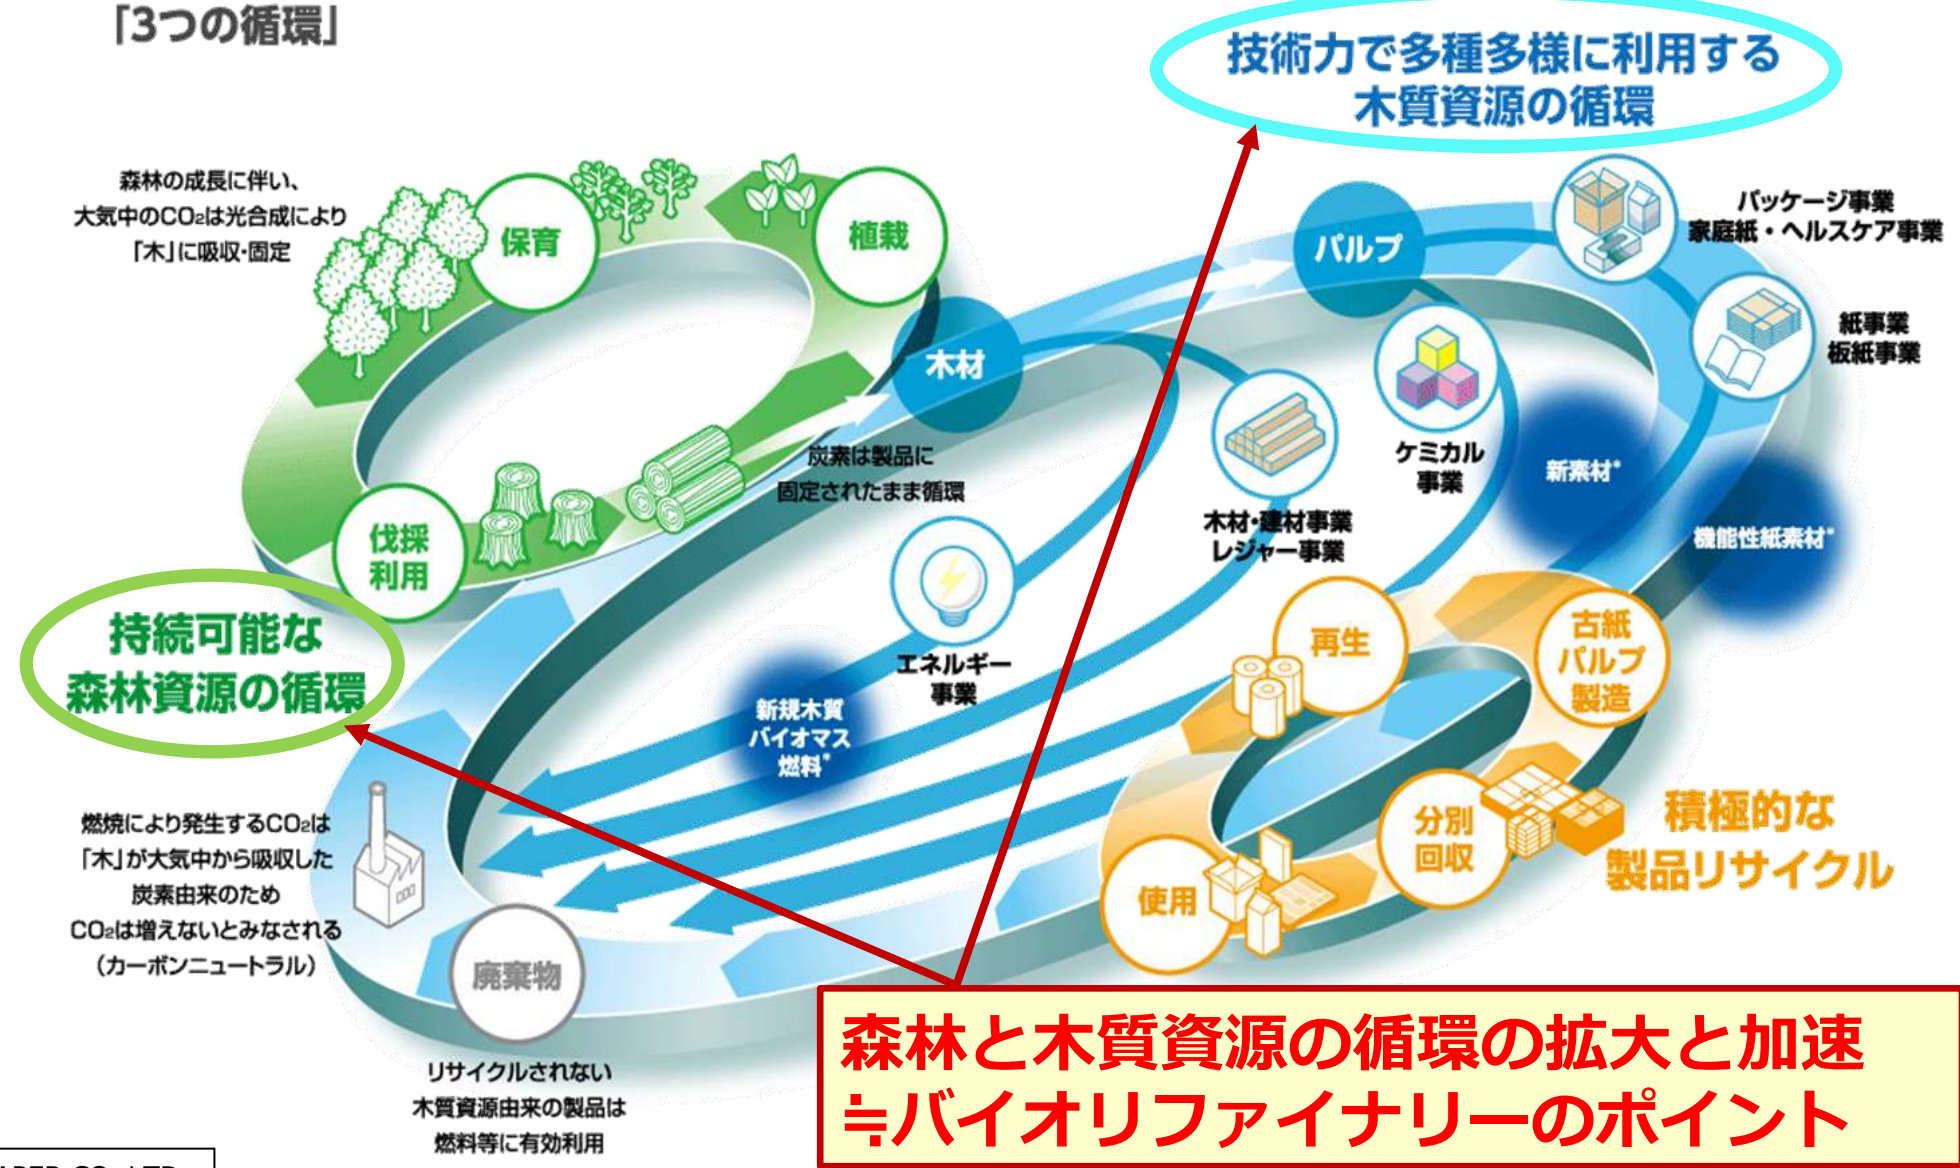 「3つの循環」
技術力で多種多様に利用する
木質資源の循環
森林の成長に伴い、
大気中のCO₂は光合成により
「木」に吸収・固定
保育
植栽
パルプ
パッケージ事業
家庭紙・ヘルスケア事業
紙事業
板紙事業
木材
炭素は製品に
固定されたまま循環
木材・建材事業
レジャー事業
ケミカル
事業
新素材*
機能性紙素材*
伐採
利用
持続可能な
森林資源の循環
エネルギー
事業
新規木質
バイオマス
燃料*
再生
古紙
パルプ
製造
分別
回収
使用
積極的な
製品リサイクル
燃焼により発生するCO₂は
「木」が大気中から吸収した
炭素由来のため
CO₂は増えないとみなされる
(カーボンニュートラル)
廃棄物
リサイクルされない
木質資源由来の製品は
燃料等に有効利用
森林と木質資源の循環の拡大と加速
≒バイオリファイナリーのポイント